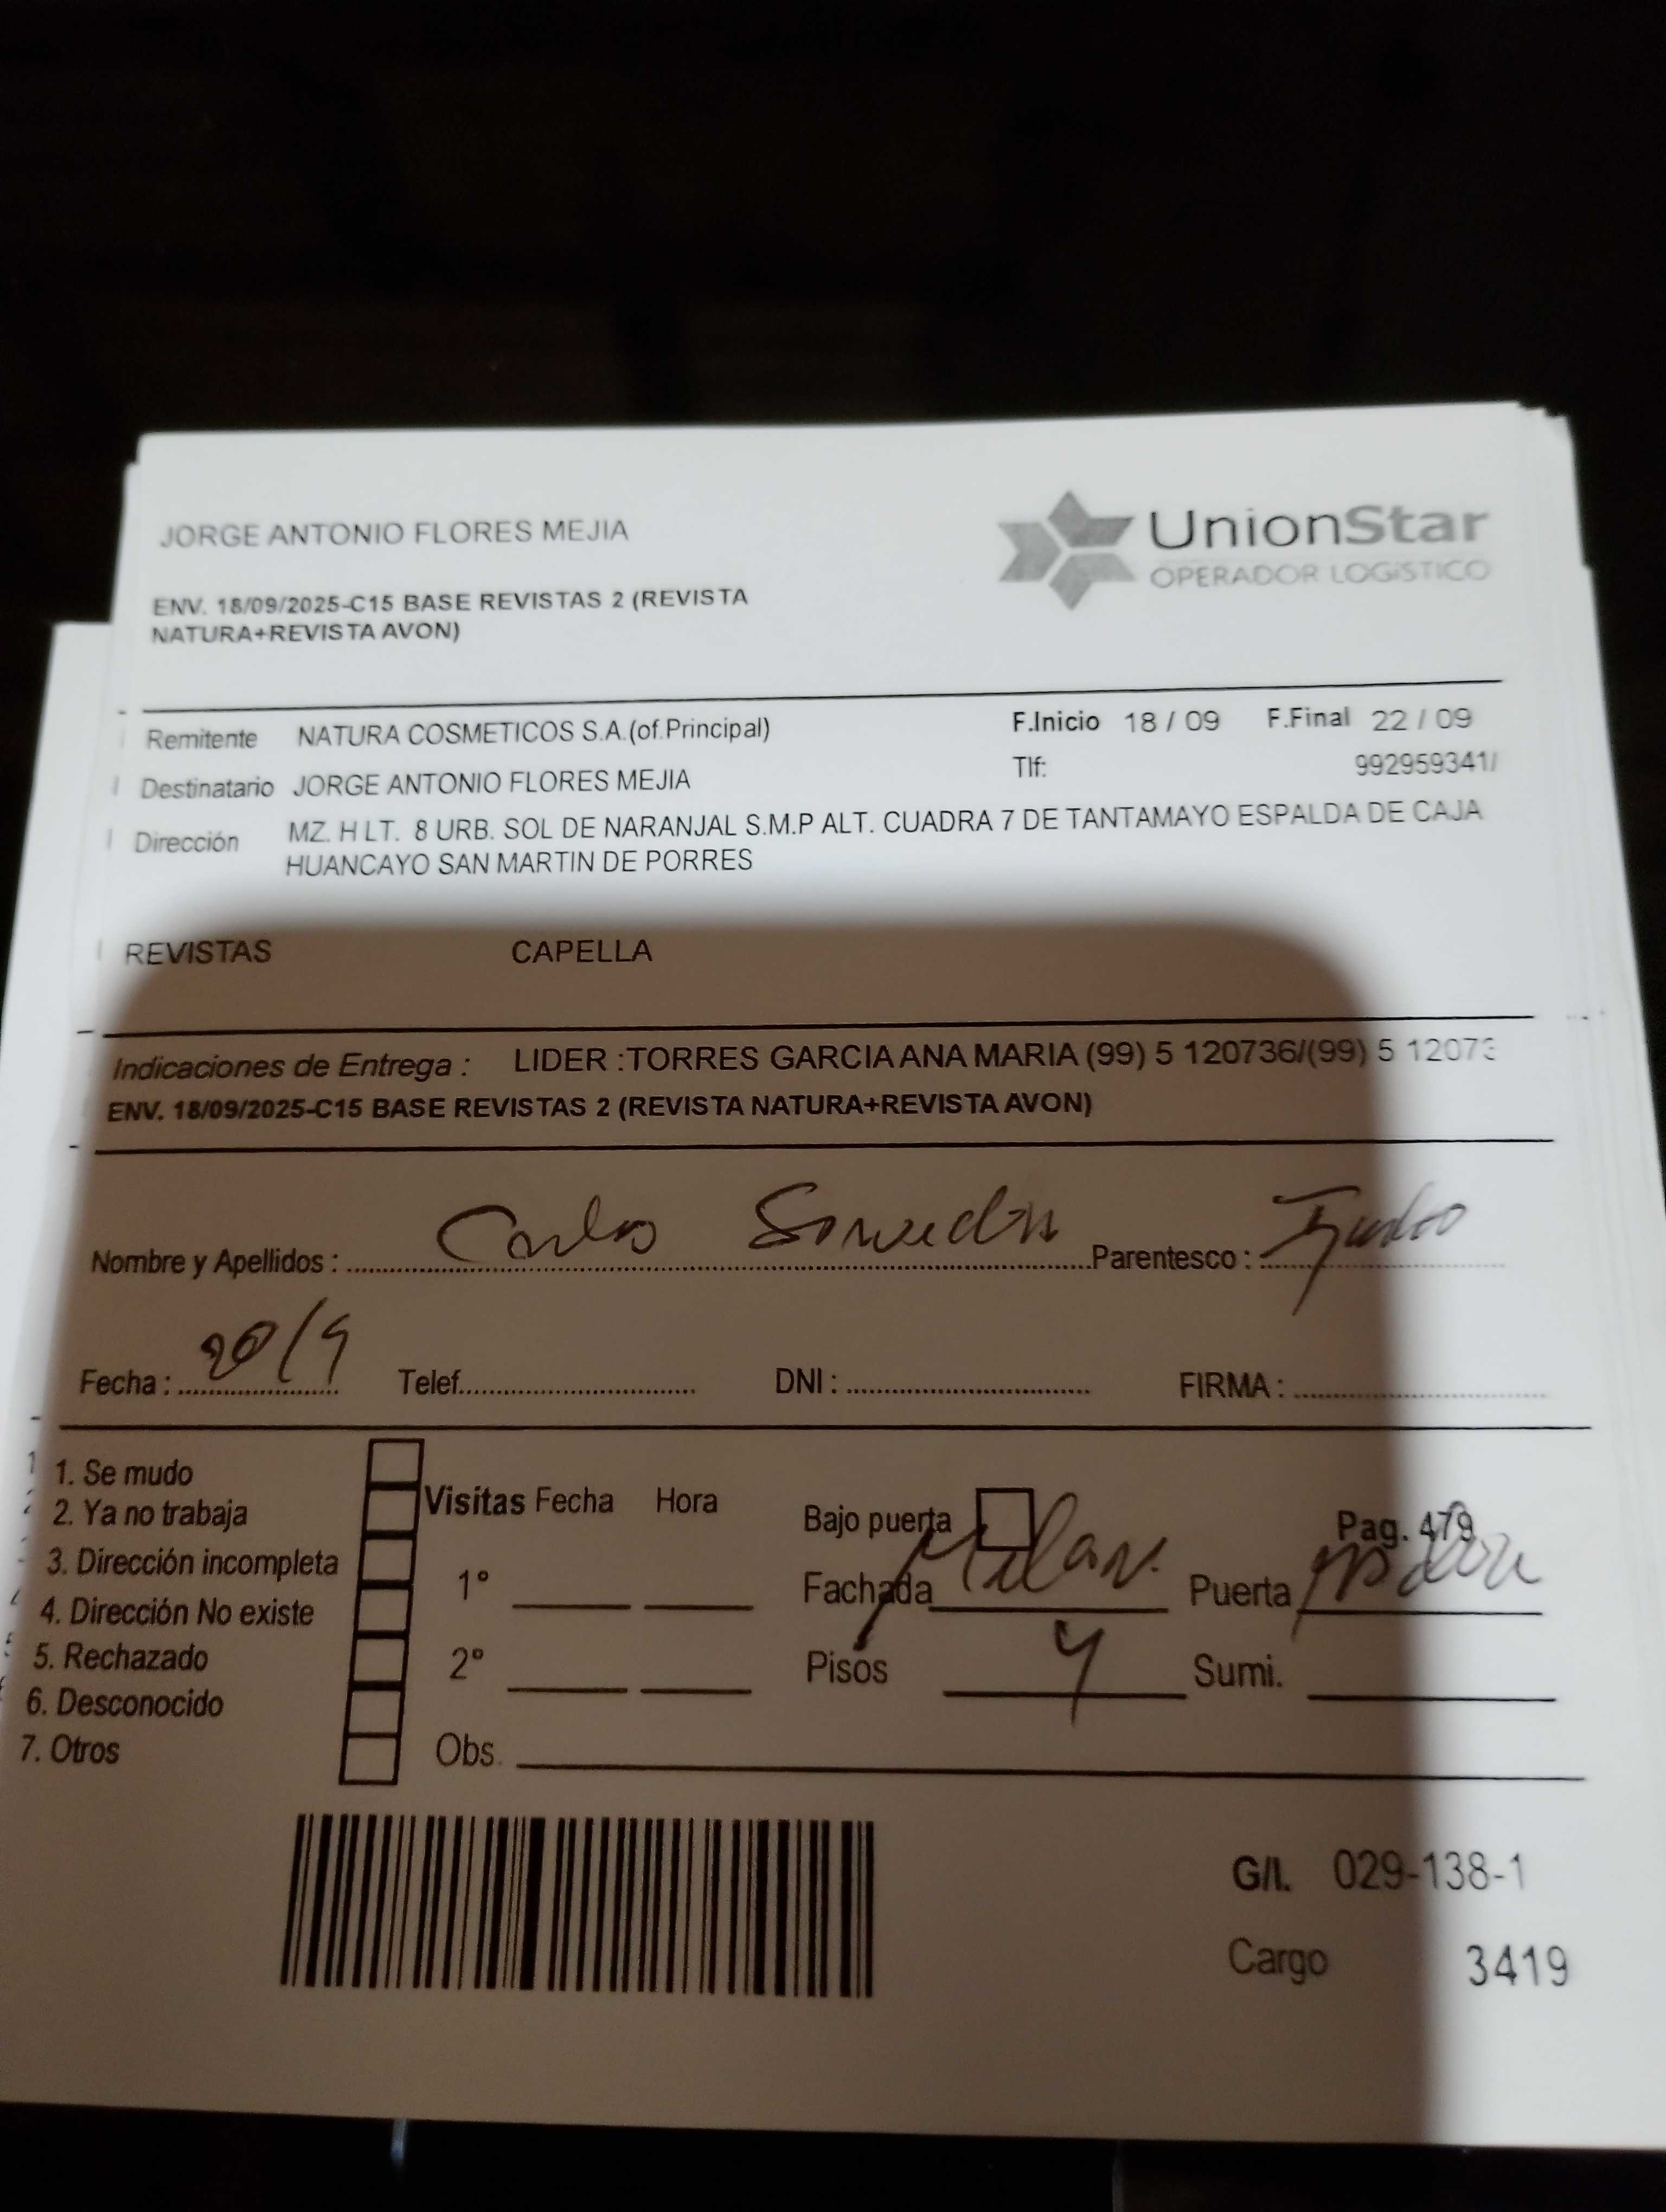 JORGE ANTONIO FLORES MEJIA
UnionStar
OPERADOR LOGíSTICO
ENV. 18/09/2025-C15 BASE REVISTAS 2 (REVISTA
NATURA+REVISTA AVON)
Remitente NATURA COSMETICOS S.A.(of.Principal) F.Inicio 18 / 09 F.Final 22 / 09
Destinatario JORGE ANTONIO FLORES MEJIA Tlf: 992959341/
Dirección MZ. H LT. 8 URB. SOL DE NARANJAL S.M.P ALT. CUADRA 7 DE TANTAMAYO ESPALDA DE CAJA
HUANCAYO SAN MARTIN DE PORRES
REVISTAS CAPELLA
Indicaciones de Entrega : LIDER :TORRES GARCIA ANA MARIA (99) 5 120736/(99) 5 12073
ENV. 18/09/2025-C15 BASE REVISTAS 2 (REVISTA NATURA+REVISTA AVON)
Nombre y Apellidos : Carlos Parentesco :
Fecha : 20/9 Telef. DNI : FIRMA :
1. Se mudo
2. Ya no trabaja
3. Dirección incompleta
4. Dirección No existe
5. Rechazado
6. Desconocido
7. Otros
Visitas Fecha Hora
1°
2°
Obs.
Bajo puerta Pag. 479
Fachada Puerta
Pisos 4 Sumi.
G/I. 029-138-1
Cargo 3419